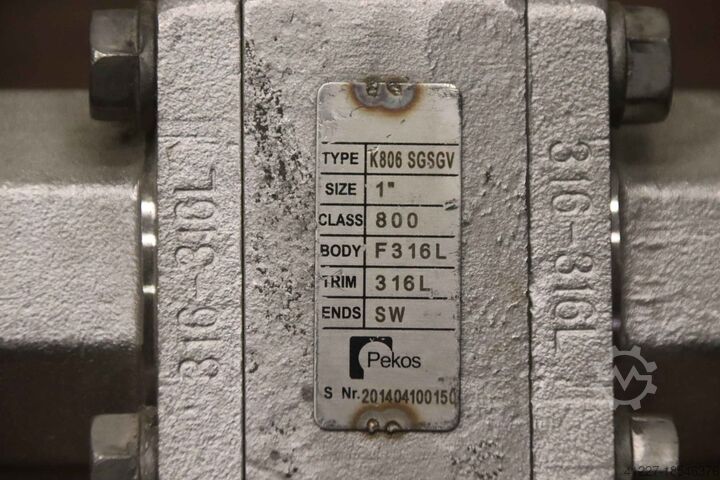 TYPE K806 SGSGV
SIZE 1"
CLASS 800
BODY F316L
TRIM 316L
ENDS SW
Pekos
S Nr. 201404100150
316-316L
316-316L